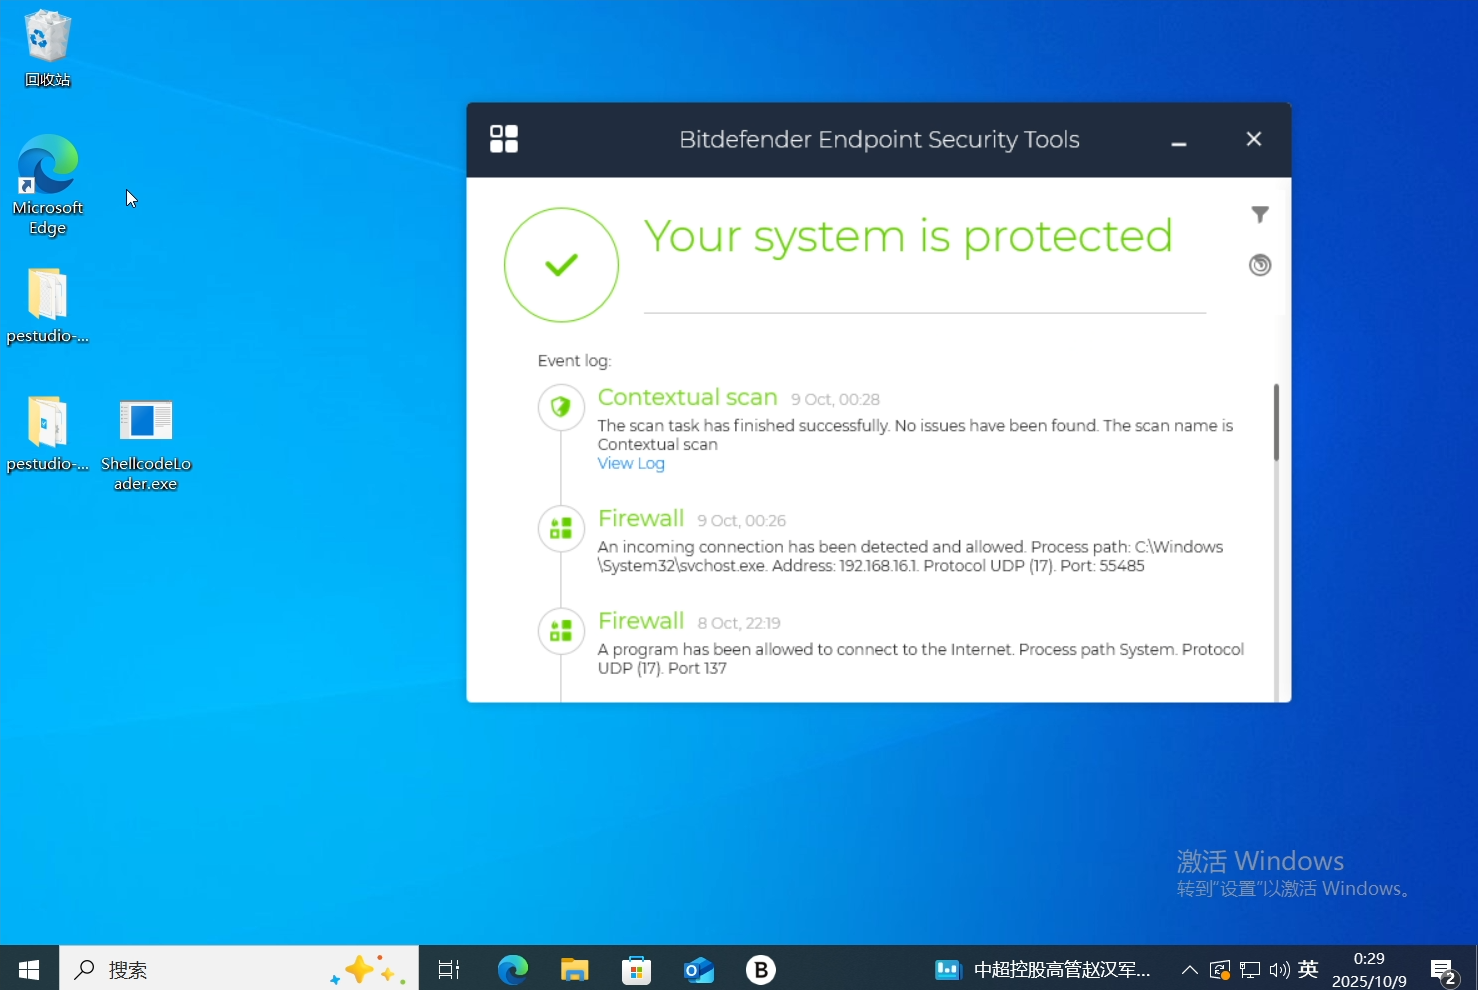 回收站
Microsoft
Edge
pestudio-...
pestudio-...
ShellcodeLo
ader.exe
Bitdefender Endpoint Security Tools
Your system is protected
Event log:
Contextual scan 9 Oct, 00:28
The scan task has finished successfully. No issues have been found. The scan name is
Contextual scan
View Log
Firewall 9 Oct, 00:26
An incoming connection has been detected and allowed. Process path: C:\Windows
\System32\svchost.exe. Address: 192.168.16.1. Protocol UDP (17). Port: 55485
Firewall 8 Oct, 22:19
A program has been allowed to connect to the Internet. Process path System. Protocol
UDP (17). Port 137
激活 Windows
转到"设置"以激活 Windows。
搜索
B
中超控股高管赵汉军...
英
0:29
2025/10/9
2